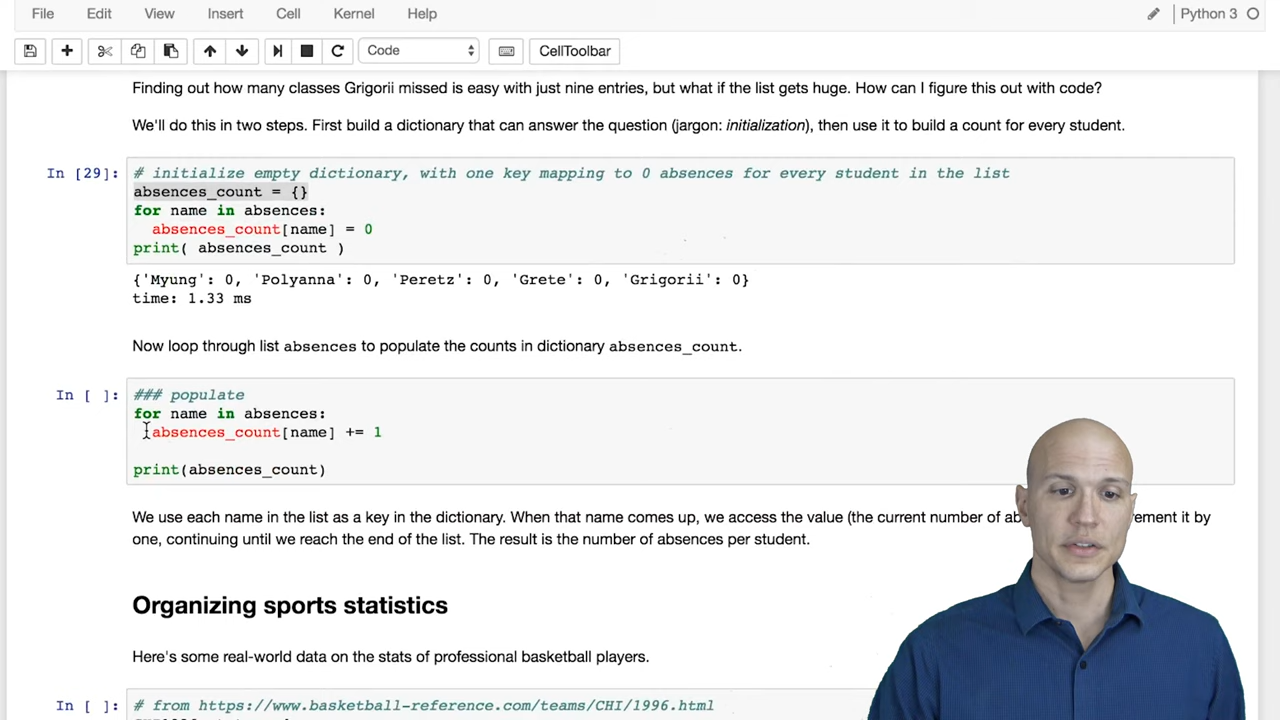 File Edit View Insert Cell Kernel Help Python 3
Code CellToolbar
Finding out how many classes Grigorii missed is easy with just nine entries, but what if the list gets huge. How can I figure this out with code?
We'll do this in two steps. First build a dictionary that can answer the question (jargon: initialization), then use it to build a count for every student.
In [29]: # initialize empty dictionary, with one key mapping to 0 absences for every student in the list
absences_count = {}
for name in absences:
absences_count[name] = 0
print( absences_count )
{'Myung': 0, 'Polyanna': 0, 'Peretz': 0, 'Grete': 0, 'Grigorii': 0}
time: 1.33 ms
Now loop through list absences to populate the counts in dictionary absences_count.
In [ ]: ### populate
for name in absences:
absences_count[name] += 1
print(absences_count)
We use each name in the list as a key in the dictionary. When that name comes up, we access the value (the current number of ab rement it by
one, continuing until we reach the end of the list. The result is the number of absences per student.
Organizing sports statistics
Here's some real-world data on the stats of professional basketball players.
In [ ]: # from https://www.basketball-reference.com/teams/CHI/1996.html